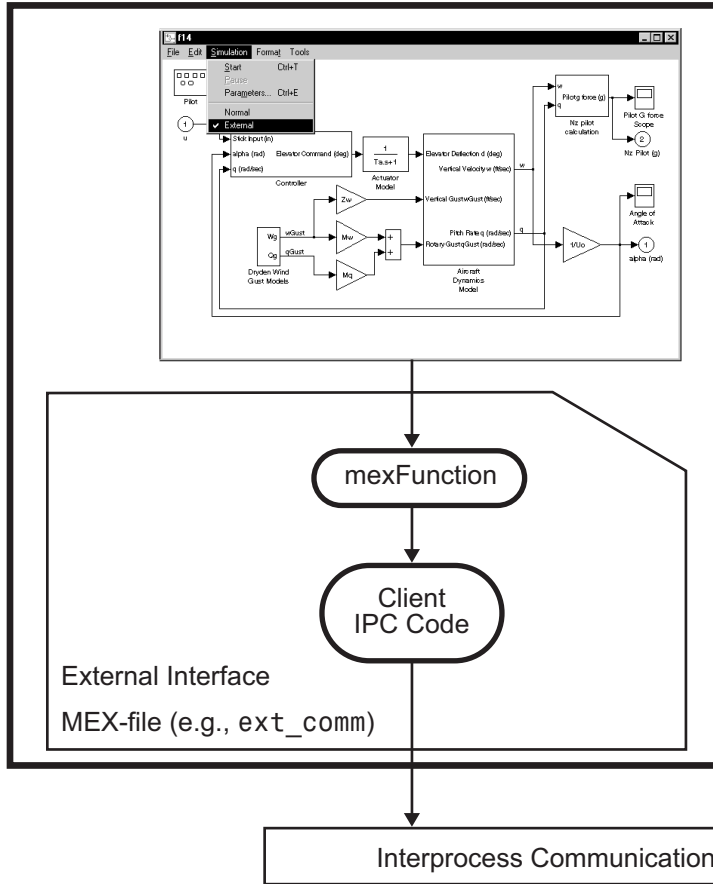 f14
File Edit Simulation Format Tools
Start Ctrl+T
Pause
Parameters... Ctrl+E
Normal
External
Pilot
1
u
Stick Input (in)
alpha (rad)
q (rad/sec)
Elevator Command (deg)
Controller
1
Ta.s+1
Actuator
Model
Elevator Deflection d (deg)
Vertical Velocity w (ft/sec)
Vertical Gust wGust (ft/sec)
Pitch Rate q (rad/sec)
Rotary Gust qGust (rad/sec)
Aircraft
Dynamics
Model
w
q
w
q
Pilot g force (g)
Nz pilot
calculation
Pilot G force
Scope
2
Nz Pilot (g)
Angle of
Attack
1/Uo
1
alpha (rad)
Zw
Mw
Mq
+
+
Wg
Qg
wGust
qGust
Dryden Wind
Gust Models
mexFunction
Client
IPC Code
External Interface
MEX-file (e.g., ext_comm)
Interprocess Communication